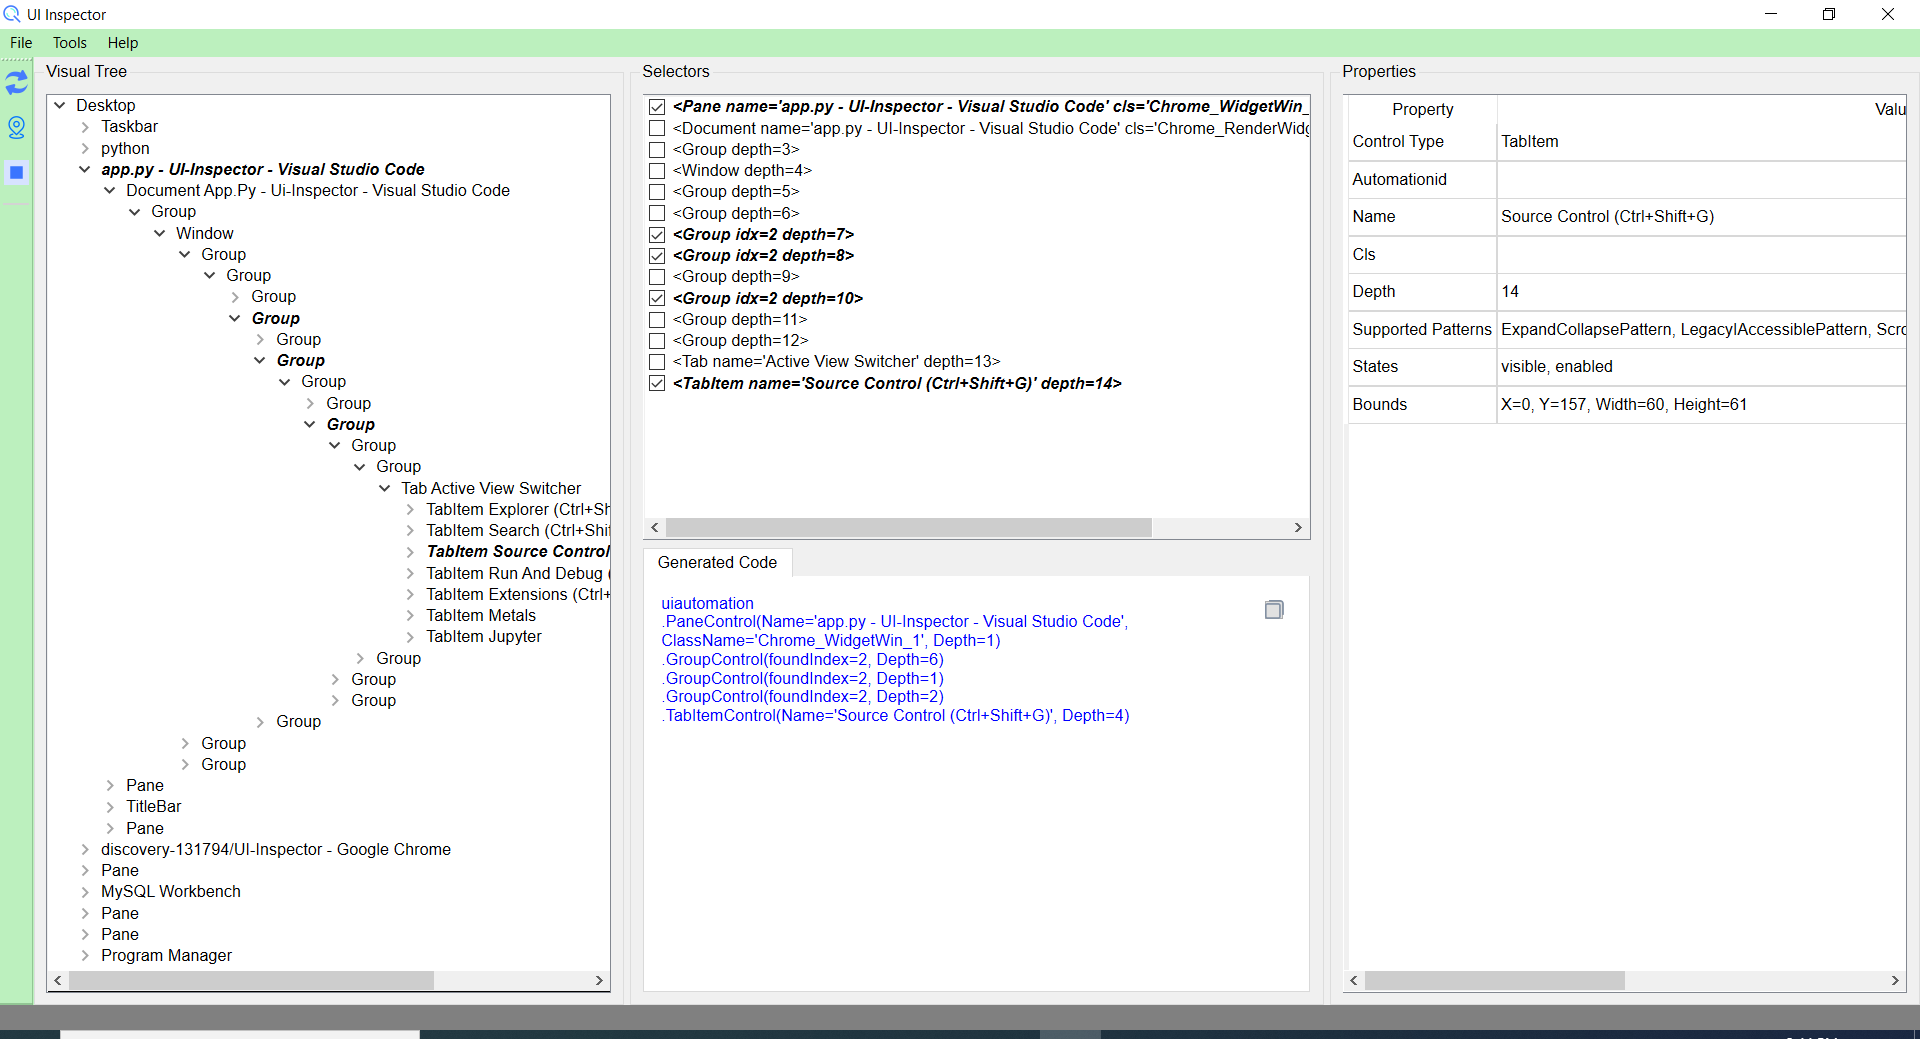 UI Inspector
File Tools Help
Visual Tree
Desktop
Taskbar
python
app.py - UI-Inspector - Visual Studio Code
Document App.Py - Ui-Inspector - Visual Studio Code
Group
Window
Group
Group
Group
Group
Group
Group
Group
Group
Group
Group
Group
Tab Active View Switcher
TabItem Explorer (Ctrl+Sh
TabItem Search (Ctrl+Shi
TabItem Source Control
TabItem Run And Debug (
TabItem Extensions (Ctrl+
TabItem Metals
TabItem Jupyter
Group
Group
Group
Group
Group
Group
Pane
TitleBar
Pane
discovery-131794/UI-Inspector - Google Chrome
Pane
MySQL Workbench
Pane
Pane
Program Manager
Selectors
<Pane name='app.py - UI-Inspector - Visual Studio Code' cls='Chrome_WidgetWin_
<Document name='app.py - UI-Inspector - Visual Studio Code' cls='Chrome_RenderWidg
<Group depth=3>
<Window depth=4>
<Group depth=5>
<Group depth=6>
<Group idx=2 depth=7>
<Group idx=2 depth=8>
<Group depth=9>
<Group idx=2 depth=10>
<Group depth=11>
<Group depth=12>
<Tab name='Active View Switcher' depth=13>
<TabItem name='Source Control (Ctrl+Shift+G)' depth=14>
Generated Code
uiautomation
.PaneControl(Name='app.py - UI-Inspector - Visual Studio Code',
ClassName='Chrome_WidgetWin_1', Depth=1)
.GroupControl(foundIndex=2, Depth=6)
.GroupControl(foundIndex=2, Depth=1)
.GroupControl(foundIndex=2, Depth=2)
.TabItemControl(Name='Source Control (Ctrl+Shift+G)', Depth=4)
Properties
Property Valu
Control Type TabItem
Automationid
Name Source Control (Ctrl+Shift+G)
Cls
Depth 14
Supported Patterns ExpandCollapsePattern, LegacyIAccessiblePattern, Scro
States visible, enabled
Bounds X=0, Y=157, Width=60, Height=61